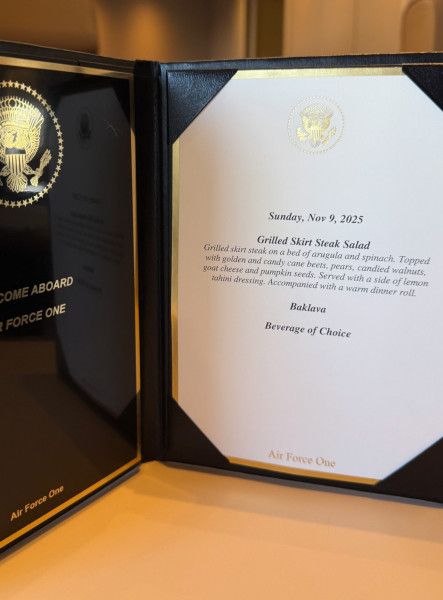 COME ABOARD
R FORCE ONE
Air Force One
Sunday, Nov 9, 2025
Grilled Skirt Steak Salad
Grilled skirt steak on a bed of arugula and spinach. Topped
with golden and candy cane beets, pears, candied walnuts,
goat cheese and pumpkin seeds. Served with a side of lemon
tahini dressing. Accompanied with a warm dinner roll.
Baklava
Beverage of Choice
Air Force One